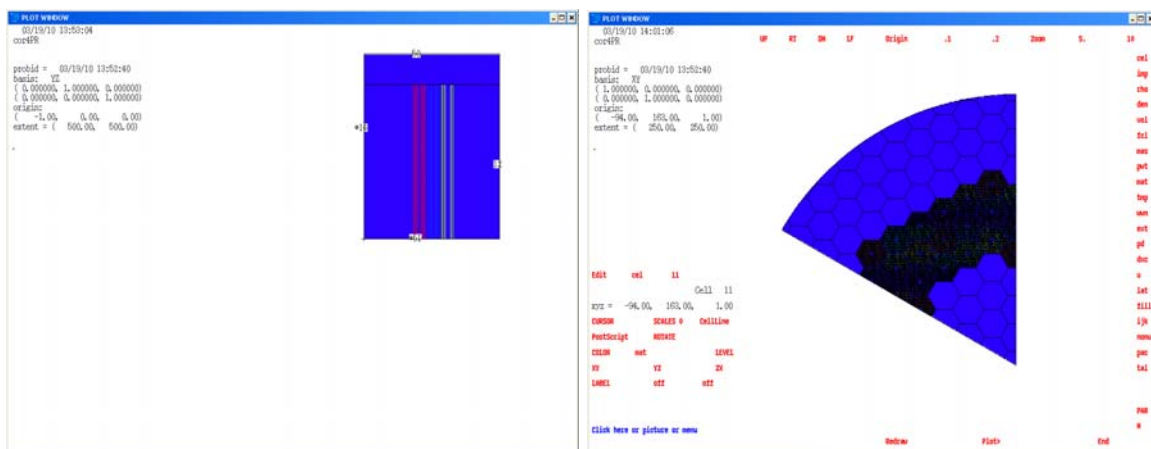 PLOT WINDOW
03/19/10 13:53:04
cor4PR
probid = 03/19/10 13:52:40
basis: YZ
( 0.000000, 1.000000, 0.000000)
( 0.000000, 0.000000, 1.000000)
origin:
( -1.00, 0.00, 0.00)
extent = ( 500.00, 500.00)
PLOT WINDOW
03/19/10 14:01:06
cor4PR
UP RT DN LF Origin .1 .2 Zoom 5. 10
probid = 03/19/10 13:52:40
basis: XY
( 1.000000, 0.000000, 0.000000)
( 0.000000, 1.000000, 0.000000)
origin:
( -94.00, 163.00, 1.00)
extent = ( 250.00, 250.00)
cel
imp
rho
den
vol
fcl
mas
pwt
mat
tmp
wwn
ext
pd
dxc
u
lat
fill
ijk
nonu
pac
tal
PAR
N
Edit cel 11
Cell 11
xyz = -94.00, 163.00, 1.00
CURSOR SCALES 0 CellLine
PostScript ROTATE
COLOR mat LEVEL
XY YZ ZX
LABEL off off
Click here or picture or menu
Redraw Plot> End